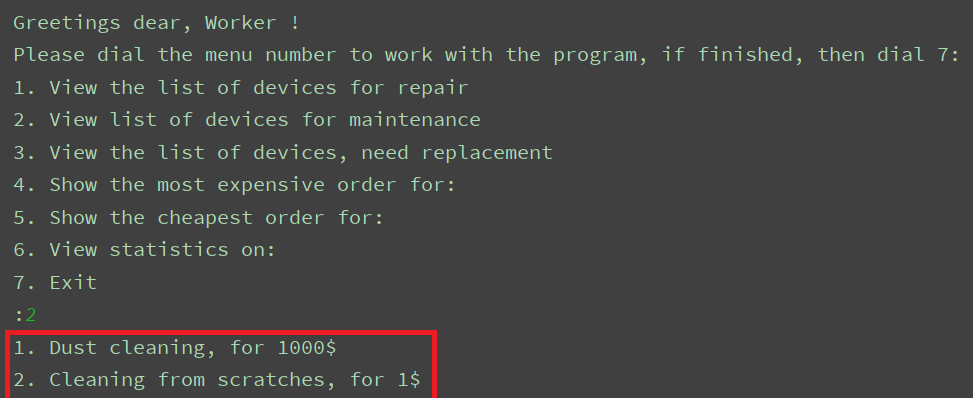 Greetings dear, Worker !
Please dial the menu number to work with the program, if finished, then dial 7:
1. View the list of devices for repair
2. View list of devices for maintenance
3. View the list of devices, need replacement
4. Show the most expensive order for:
5. Show the cheapest order for:
6. View statistics on:
7. Exit
:2
1. Dust cleaning, for 1000$
2. Cleaning from scratches, for 1$